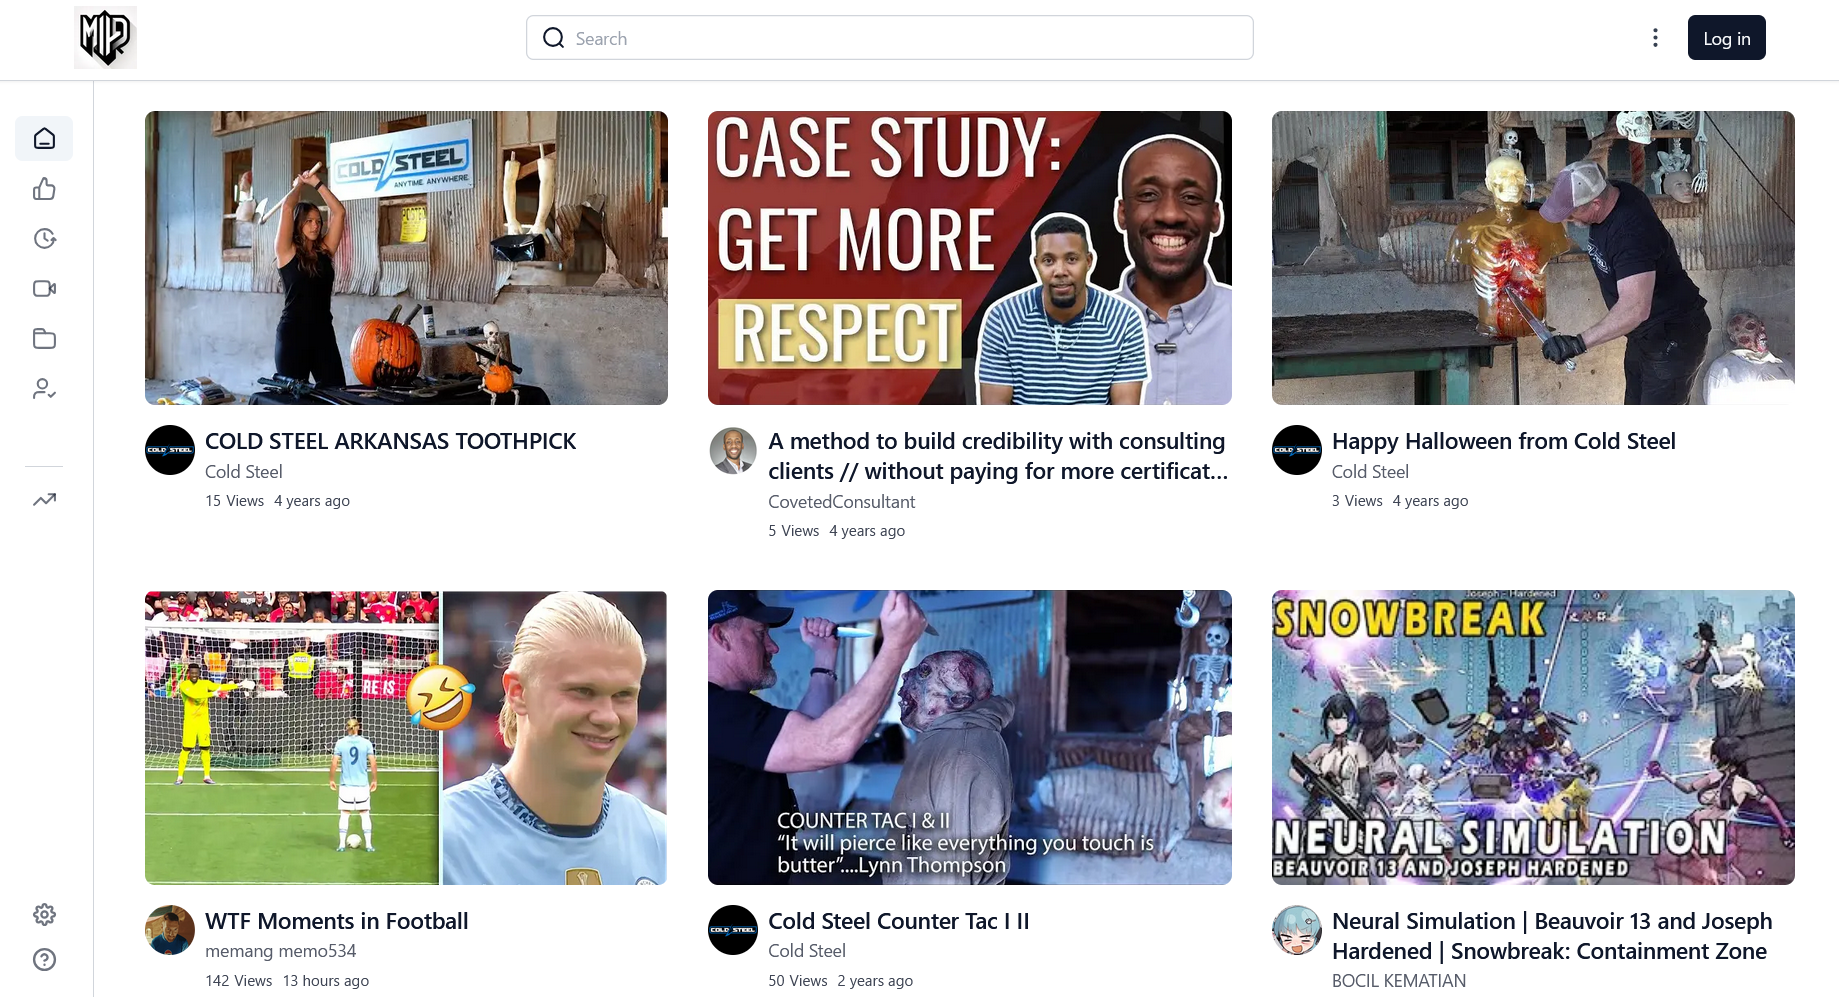 Search
Log in
COLD STEEL
ANYTIME. ANYWHERE.
POSTED
CASE STUDY:
GET MORE
RESPECT
COLD STEEL ARKANSAS TOOTHPICK
Cold Steel
15 Views 4 years ago
A method to build credibility with consulting
clients // without paying for more certificat...
CovetedConsultant
5 Views 4 years ago
Happy Halloween from Cold Steel
Cold Steel
3 Views 4 years ago
RE IS
9
COUNTER TAC I & II
“It will pierce like everything you touch is
butter”....Lynn Thompson
Joseph - Hardened
SNOWBREAK
NEURAL SIMULATION
BEAUVOIR 13 AND JOSEPH HARDENED
WTF Moments in Football
memang memo534
142 Views 13 hours ago
Cold Steel Counter Tac I II
Cold Steel
50 Views 2 years ago
Neural Simulation | Beauvoir 13 and Joseph
Hardened | Snowbreak: Containment Zone
BOCIL KEMATIAN